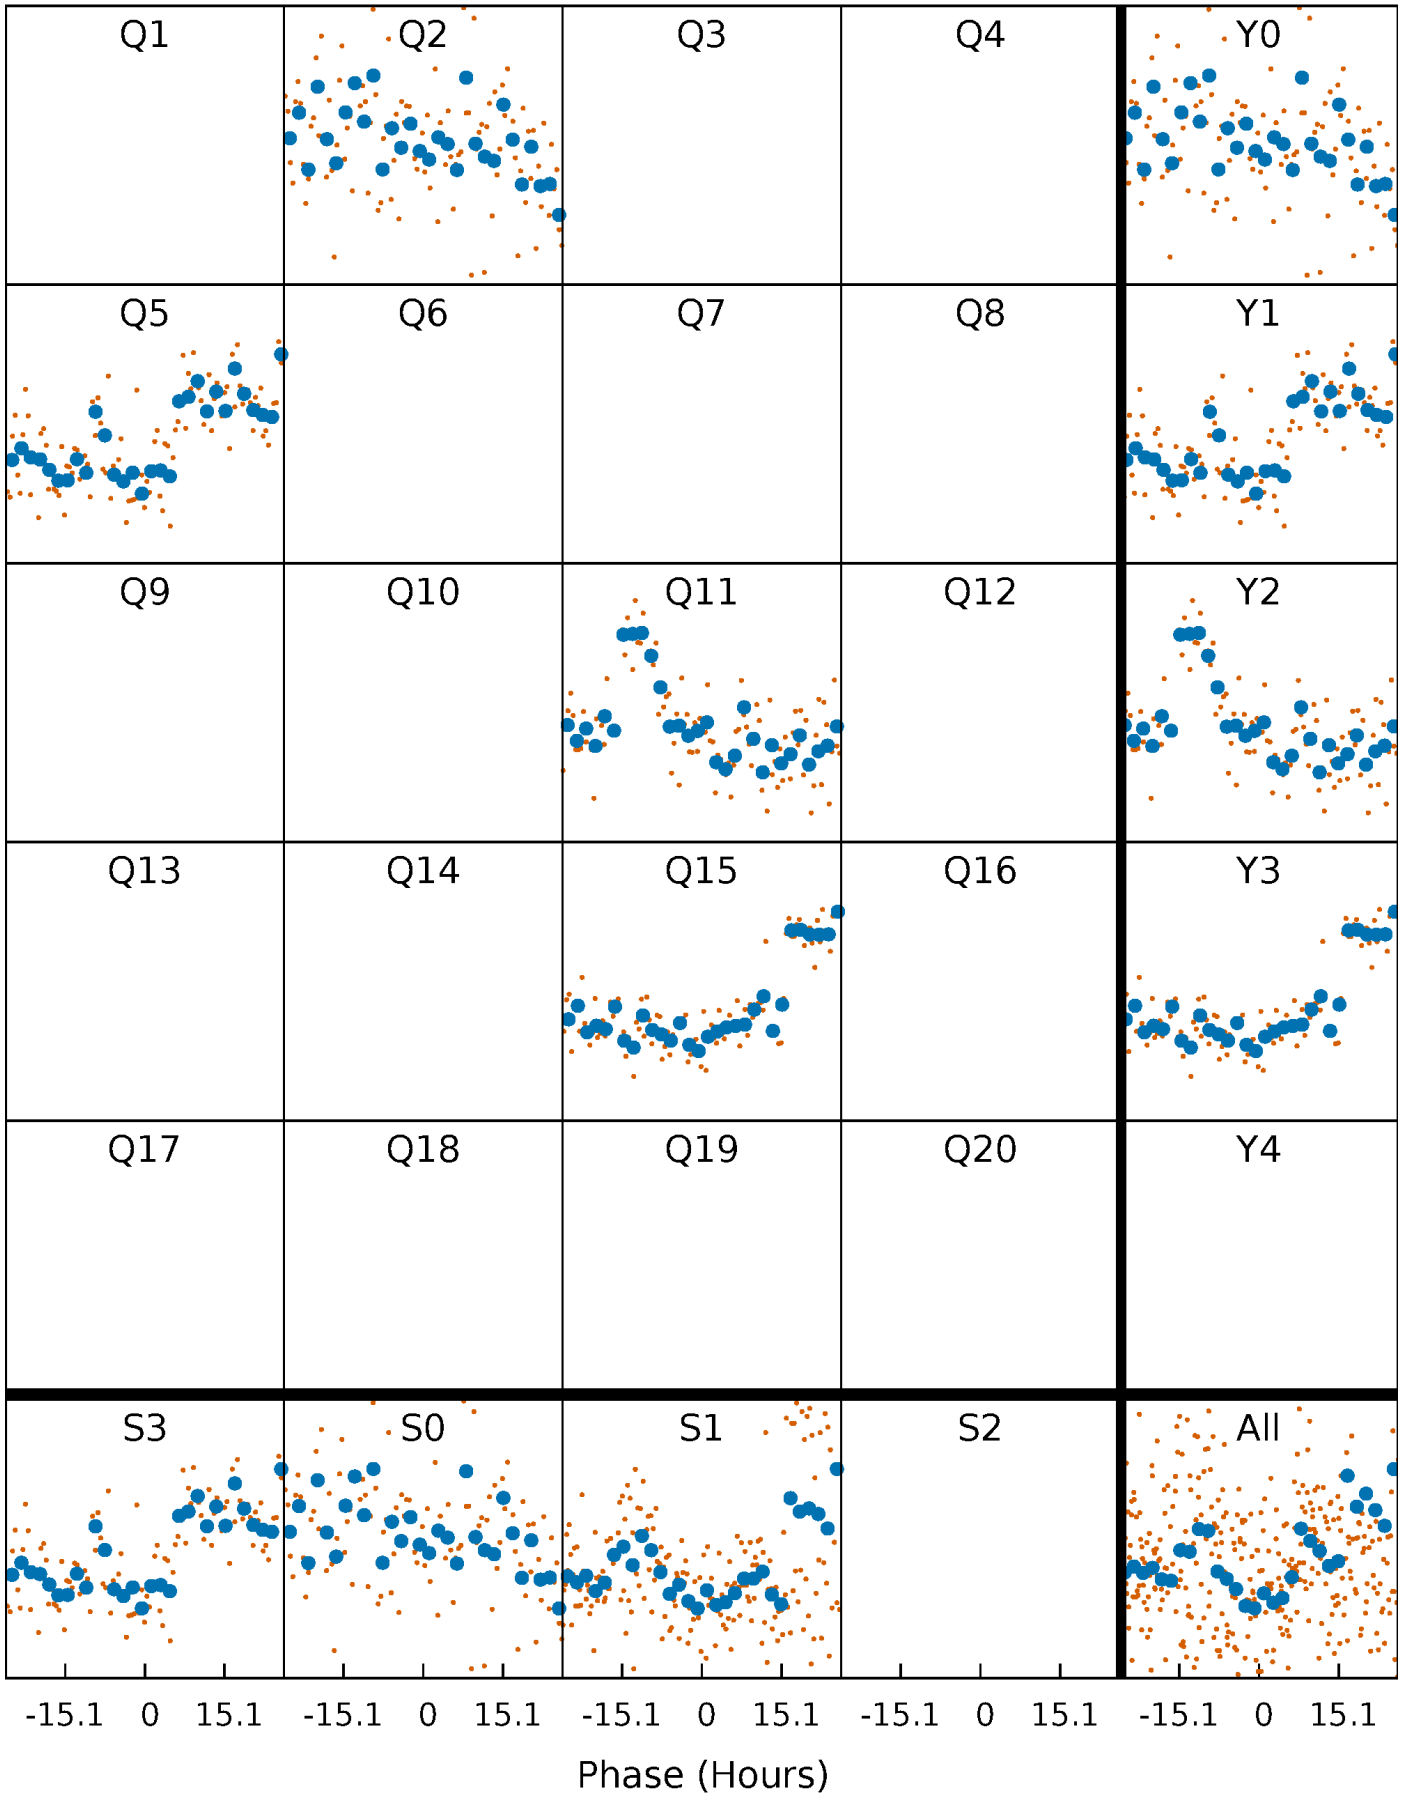 Q1 Q2 Q3 Q4 Y0
Q5 Q6 Q7 Q8 Y1
Q9 Q10 Q11 Q12 Y2
Q13 Q14 Q15 Q16 Y3
Q17 Q18 Q19 Q20 Y4
S3 S0 S1 S2 All
-15.1 0 15.1 -15.1 0 15.1 -15.1 0 15.1 -15.1 0 15.1 -15.1 0 15.1
Phase (Hours)